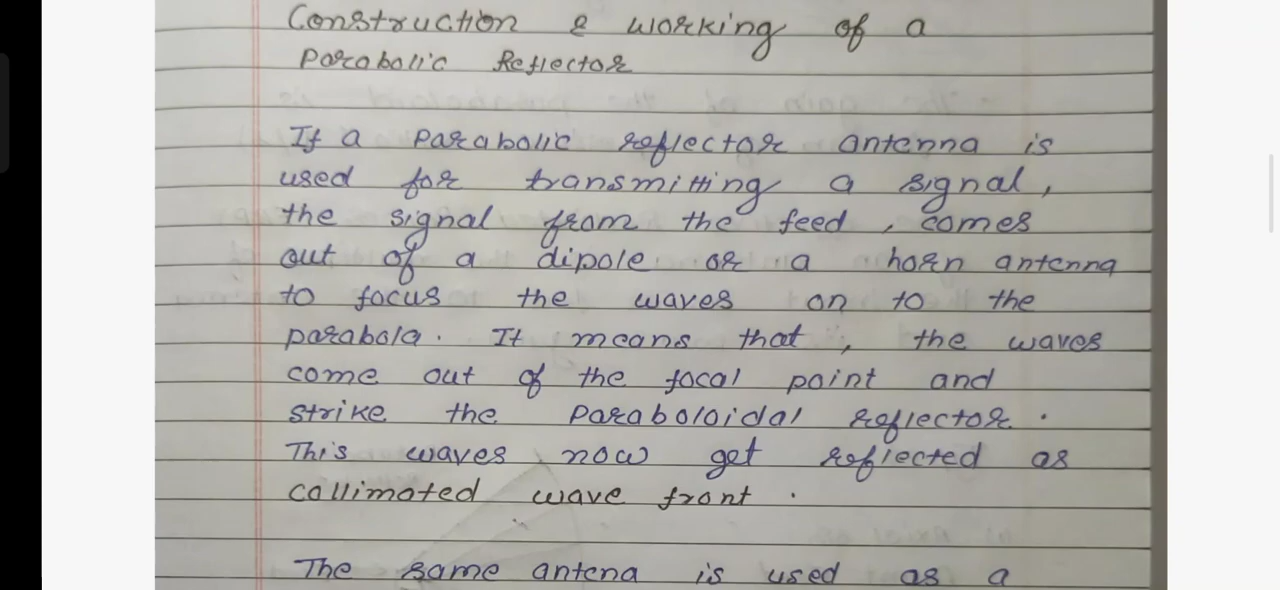 Construction & working of a
Parabolic Reflector
If a parabolic reflector antenna is
used for transmitting a signal,
the signal from the feed, comes
out of a dipole or a horn antenna
to focus the waves on to the
parabola. It means that, the waves
come out of the focal point and
strike the Paraboloidal reflector.
This waves now get reflected as
collimated wave front.
The same antena is used as a